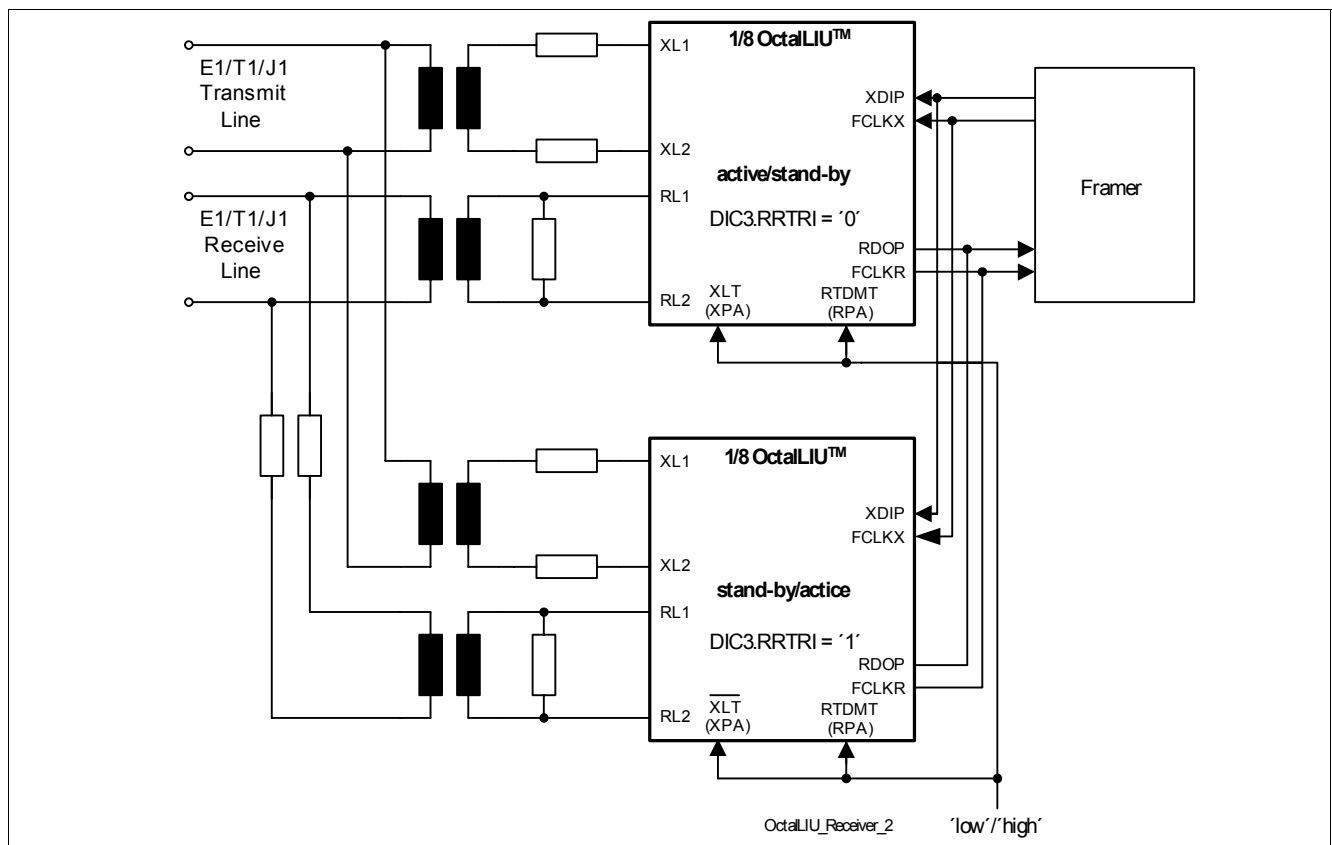 E1/T1/J1
Transmit
Line
E1/T1/J1
Receive
Line
1/8 OctalLIU™
XL1
XL2
RL1
RL2
XDIP
FCLKX
active/stand-by
DIC3.RRTRI = ´0´
RDOP
FCLKR
XLT
(XPA)
RTDMT
(RPA)
Framer
1/8 OctalLIU™
XL1
XL2
RL1
RL2
XDIP
FCLKX
stand-by/actice
DIC3.RRTRI = ´1´
RDOP
FCLKR
X̅L̅T̅
(XPA)
RTDMT
(RPA)
OctalLIU_Receiver_2
´low´/´high´